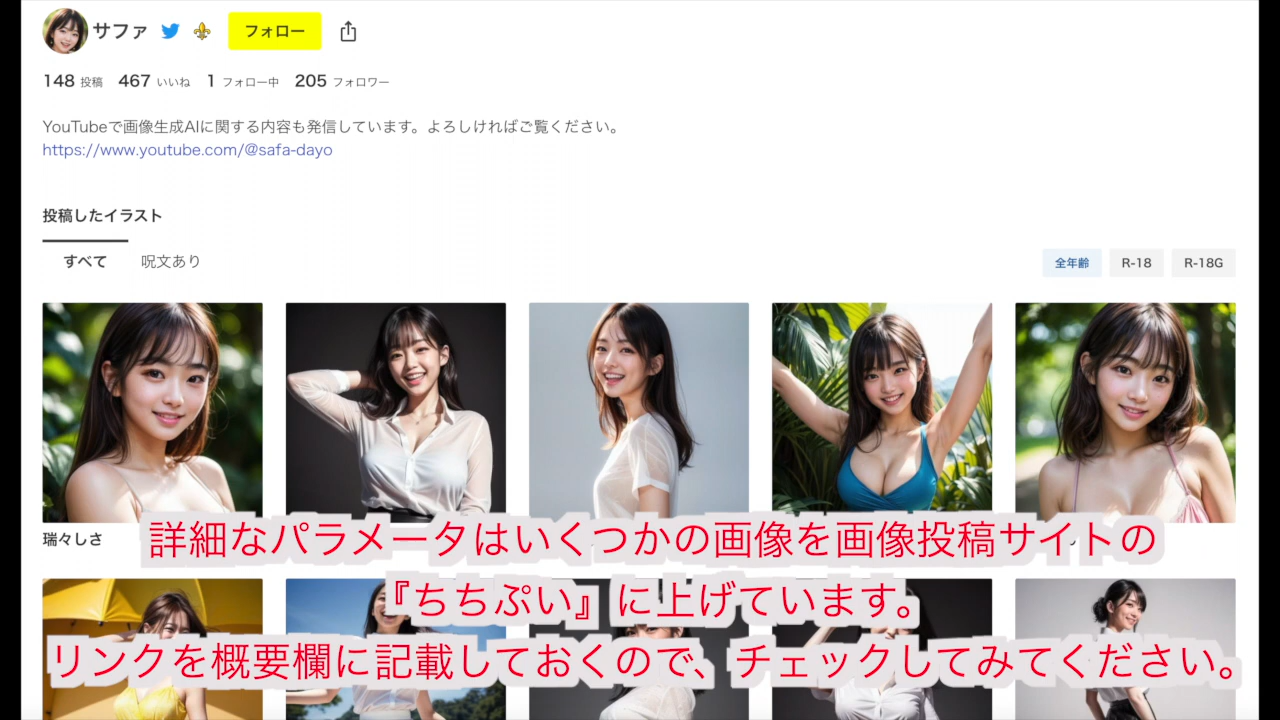 サファ
フォロー
148 投稿 467 いいね 1 フォロー中 205 フォロワー
YouTubeで画像生成AIに関する内容も発信しています。よろしければご覧ください。
https://www.youtube.com/@safa-dayo
投稿したイラスト
すべて 呪文あり
全年齢 R-18 R-18G
瑞々しさ
詳細なパラメータはいくつかの画像を画像投稿サイトの
『ちちぷい』に上げています。
リンクを概要欄に記載しておくので、チェックしてみてください。